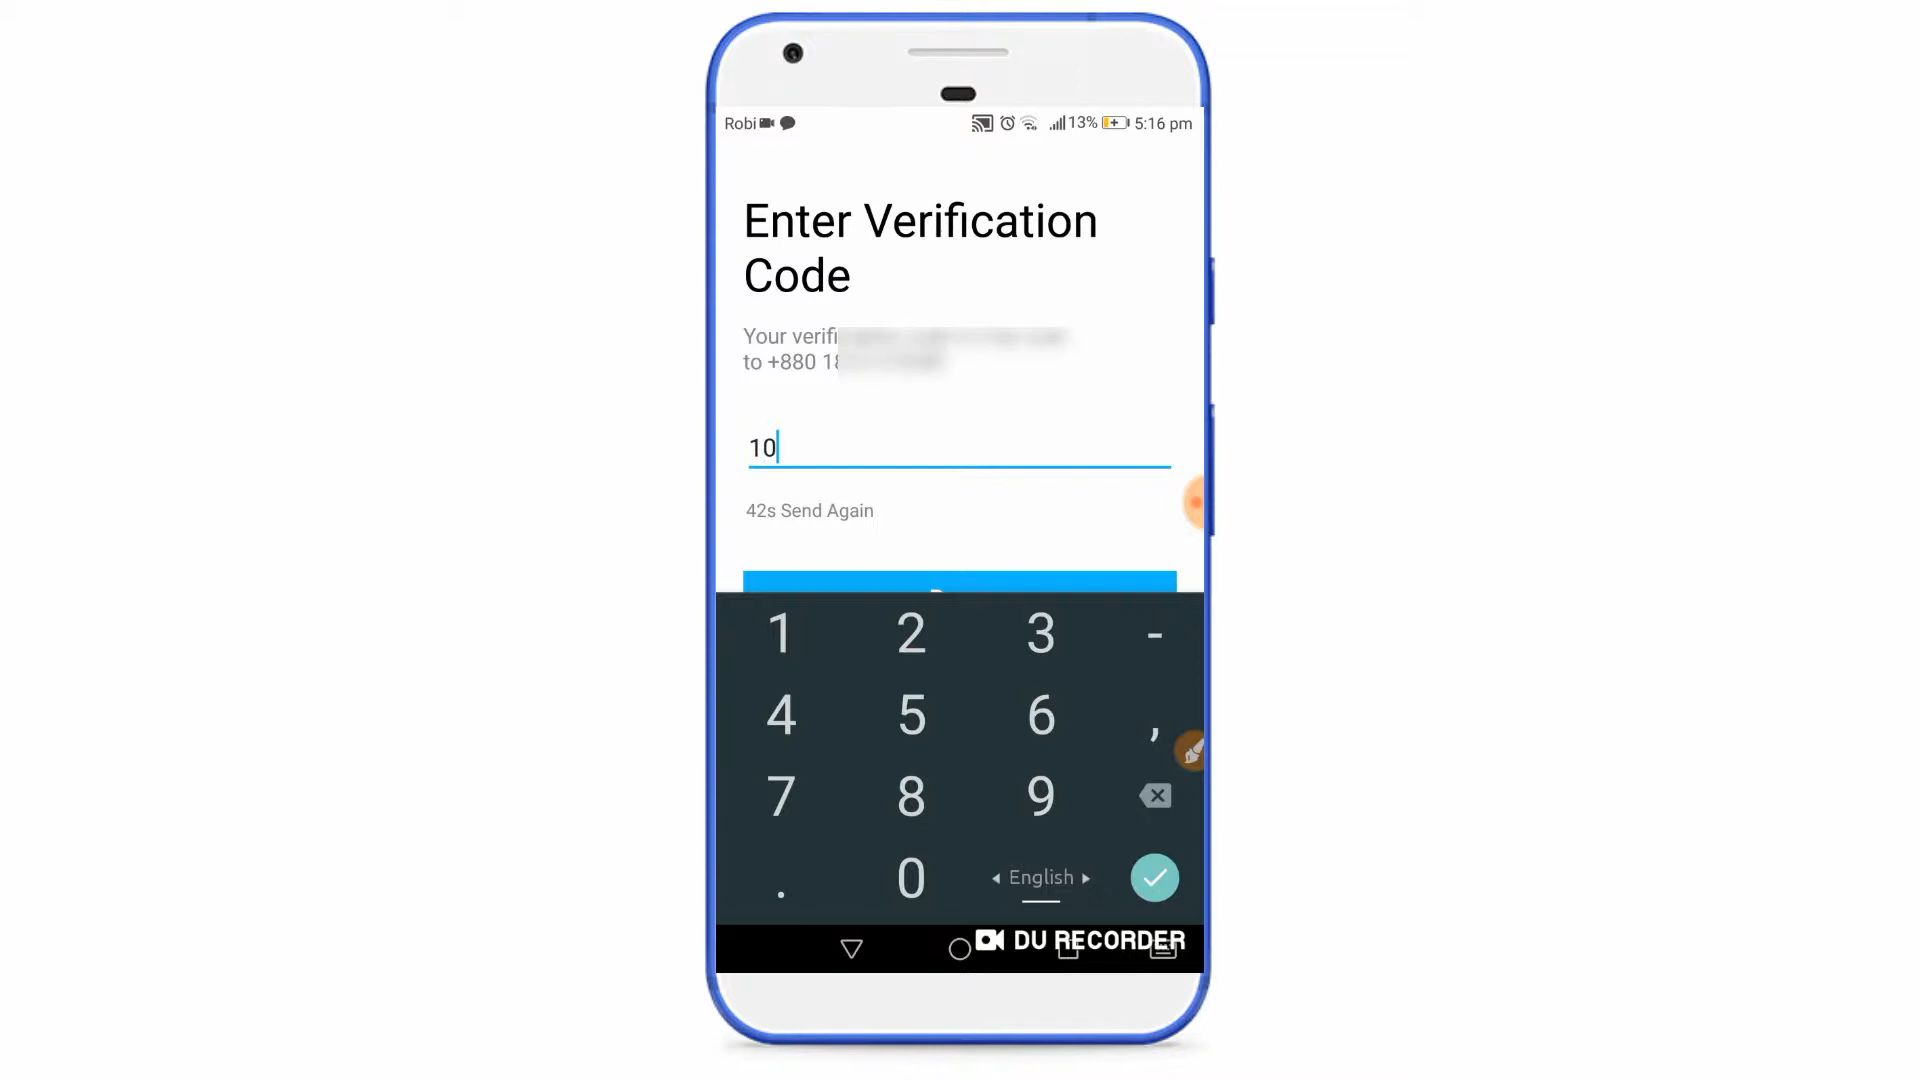 Robi 13% 5:16 pm
Enter Verification
Code
Your verifi
to +880 18
10
42s Send Again
1 2 3 -
4 5 6 ,
7 8 9
. 0 English
DU RECORDER